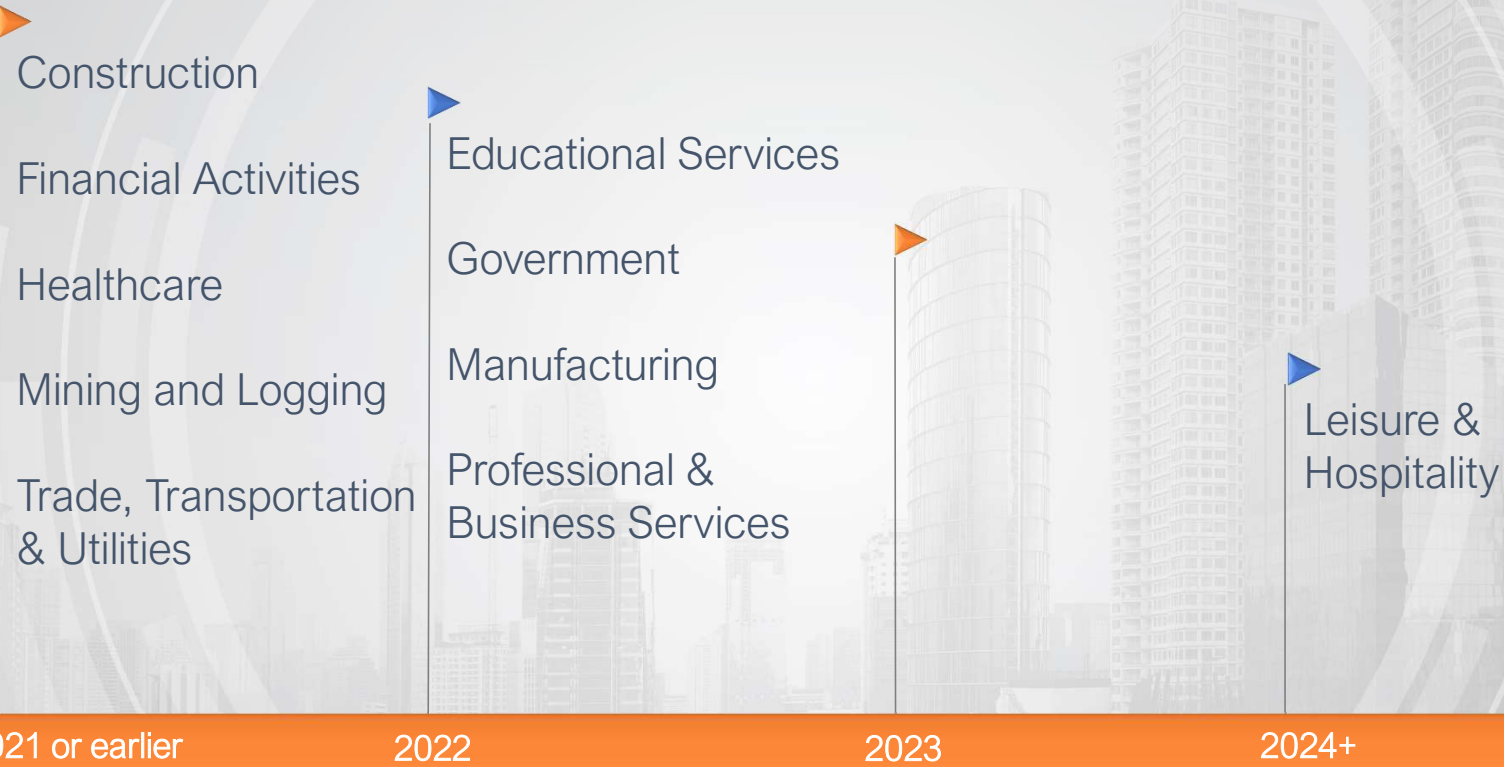 Construction
Financial Activities
Healthcare
Mining and Logging
Trade, Transportation
& Utilities
Educational Services
Government
Manufacturing
Professional &
Business Services
Leisure &
Hospitality
021 or earlier
2022
2023
2024+